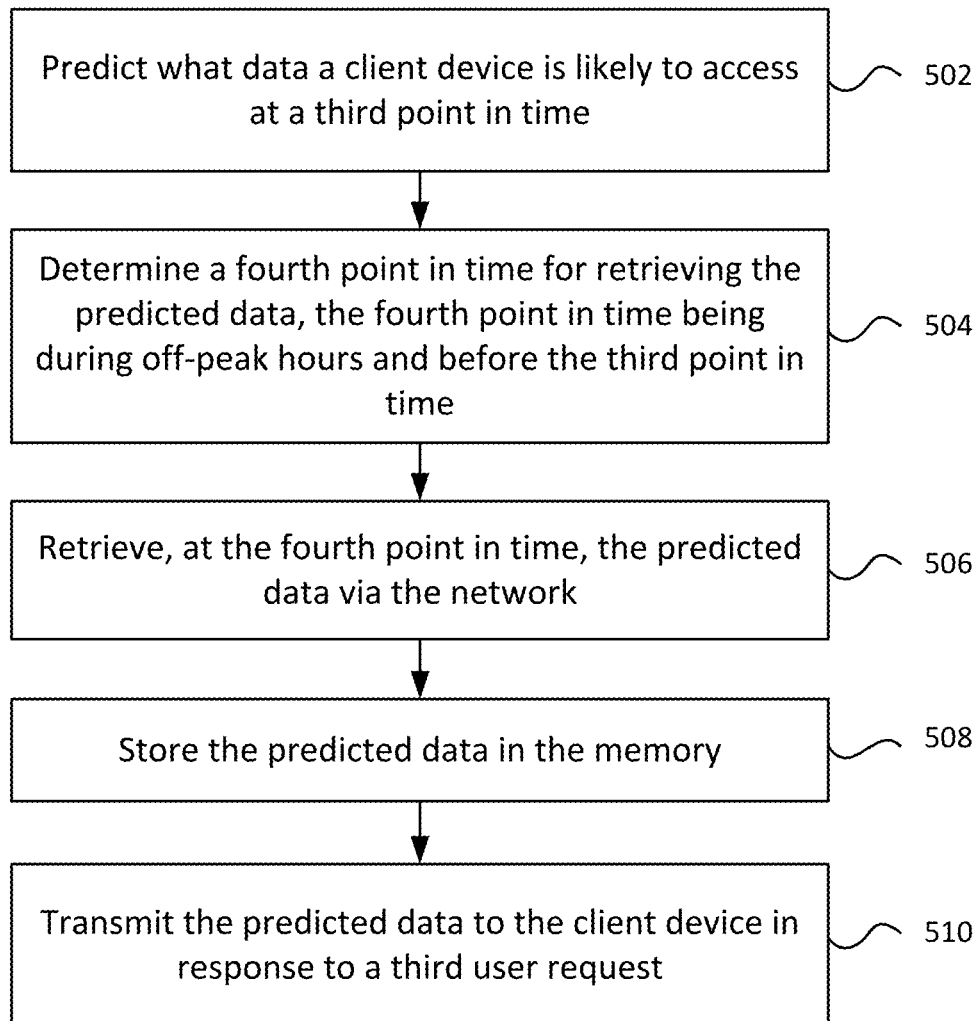 Predict what data a client device is likely to access
at a third point in time
502
Determine a fourth point in time for retrieving the
predicted data, the fourth point in time being
during off-peak hours and before the third point in
time
504
Retrieve, at the fourth point in time, the predicted
data via the network
506
Store the predicted data in the memory
508
Transmit the predicted data to the client device in
response to a third user request
510